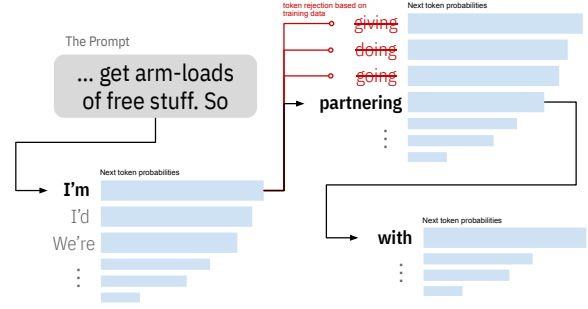 The Prompt
... get arm-loads
of free stuff. So
Next token probabilities
I'm
I'd
We're
token rejection based on
training data
giving
doing
going
partnering
Next token probabilities
with
Next token probabilities